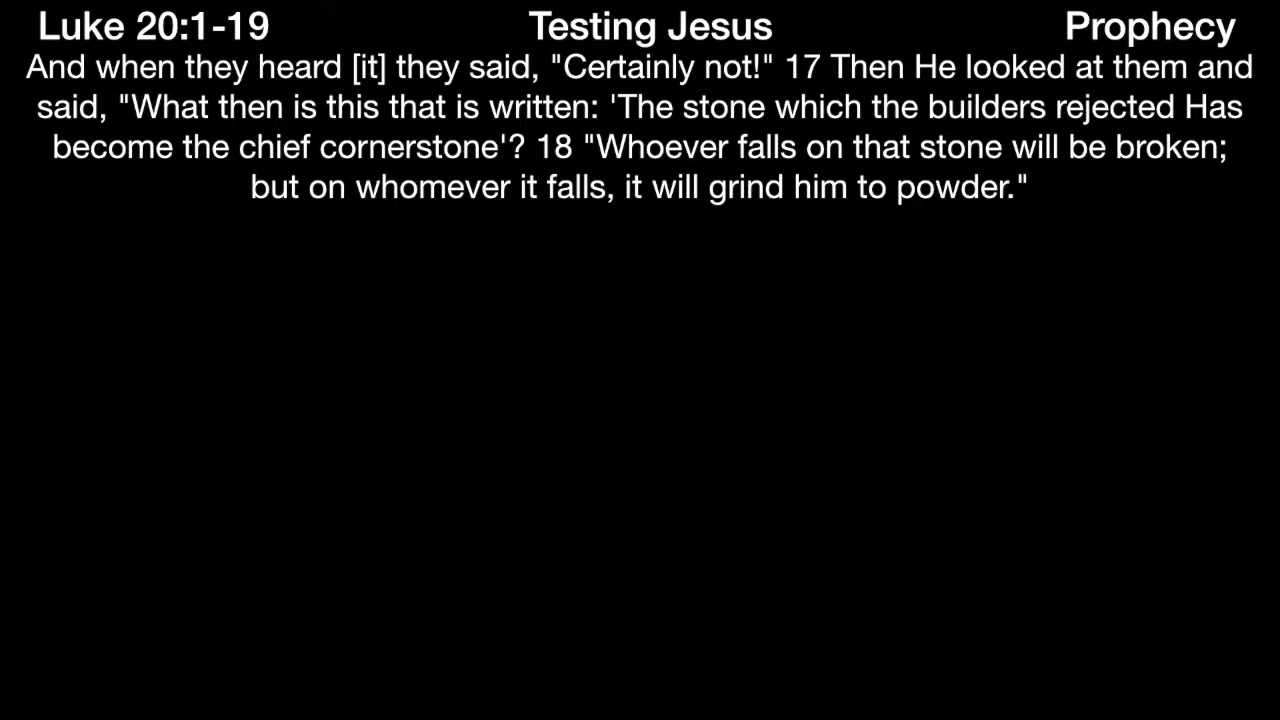 Luke 20:1-19 Testing Jesus Prophecy
And when they heard [it] they said, "Certainly not!" 17 Then He looked at them and
said, "What then is this that is written: 'The stone which the builders rejected Has
become the chief cornerstone'? 18 "Whoever falls on that stone will be broken;
but on whomever it falls, it will grind him to powder."